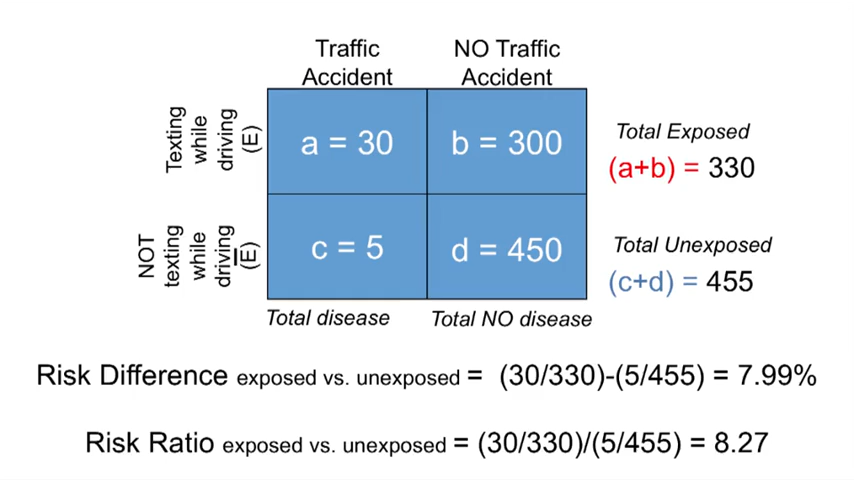 Traffic
Accident
NO Traffic
Accident
Texting
while
driving
(E)
a = 30
b = 300
Total Exposed
(a+b) = 330
NOT
texting
while
driving
(E̅)
c = 5
d = 450
Total Unexposed
(c+d) = 455
Total disease
Total NO disease
Risk Difference exposed vs. unexposed = (30/330)-(5/455) = 7.99%
Risk Ratio exposed vs. unexposed = (30/330)/(5/455) = 8.27